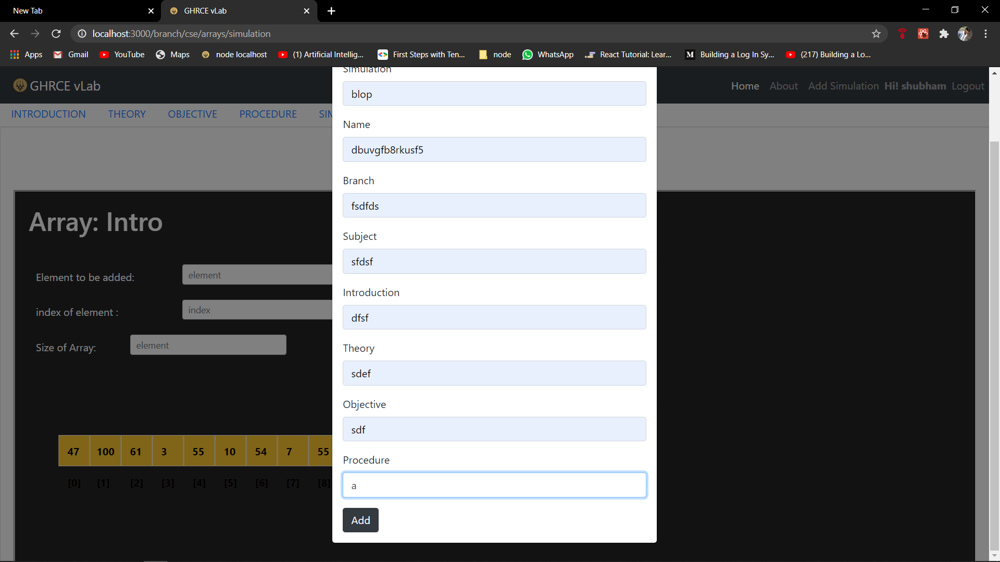 New Tab
GHRCE vLab
localhost:3000/branch/cse/arrays/simulation
Apps Gmail YouTube Maps node localhost (1) Artificial Intellig... First Steps with Ten... node WhatsApp React Tutorial: Lear... M Building a Log In Sy... (217) Building a Lo...
GHRCE vLab
Home About Add Simulation Hi! shubham Logout
INTRODUCTION THEORY OBJECTIVE PROCEDURE SIM
Simulation
blop
Name
dbuvgfb8rkusf5
Branch
fsdfds
Subject
sfdsf
Introduction
dfsf
Theory
sdef
Objective
sdf
Procedure
a
Add
Array: Intro
Element to be added: element
index of element : index
Size of Array: element
47 100 61 3 55 10 54 7 55
[0] [1] [2] [3] [4] [5] [6] [7] [8]